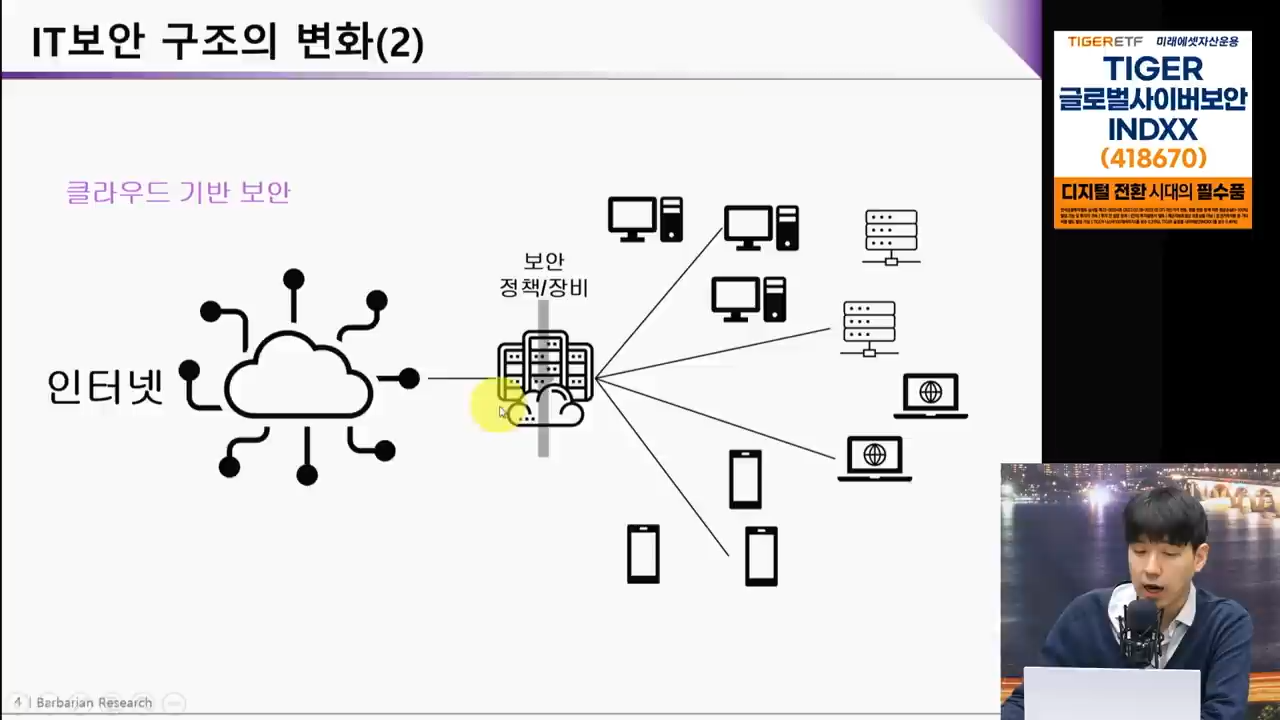 IT보안 구조의 변화(2)
클라우드 기반 보안
인터넷
보안
정책/장비
4 | Barbarian Research
TIGER ETF 미래에셋자산운용
TIGER
글로벌사이버보안
INDXX
(418670)
디지털 전환 시대의 필수품